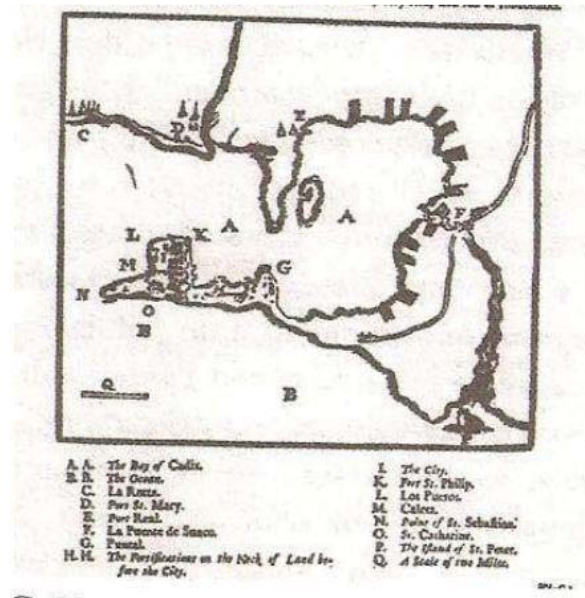 C
D
E
A
A
F
L
K
G
M
N
O
B
Q
B
A. A. The Bay of Cadiz.
B. B. The Ocean.
C. La Rotta.
D. Port St. Mary.
E. Port Real.
F. La Puente de Suaco.
G. Puntal.
H. H. The Fortifications on the Neck of Land be-
fore the City.
I. The City.
K. Fort St. Philip.
L. Los Puercos.
M. Caleta.
N. Point of St. Sebastian.
O. St. Catharine.
P. The Island of St. Peter.
Q. A Scale of two Miles.